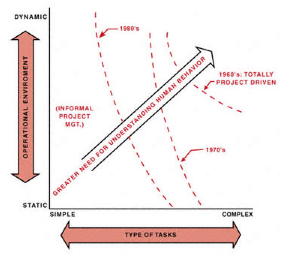 DYNAMIC
1980's
1960's: TOTALLY
PROJECT DRIVEN
(INFORMAL
PROJECT
MGT.)
GREATER NEED FOR UNDERSTANDING HUMAN BEHAVIOR
OPERATIONAL ENVIROMENT
1970's
STATIC
SIMPLE
COMPLEX
TYPE OF TASKS